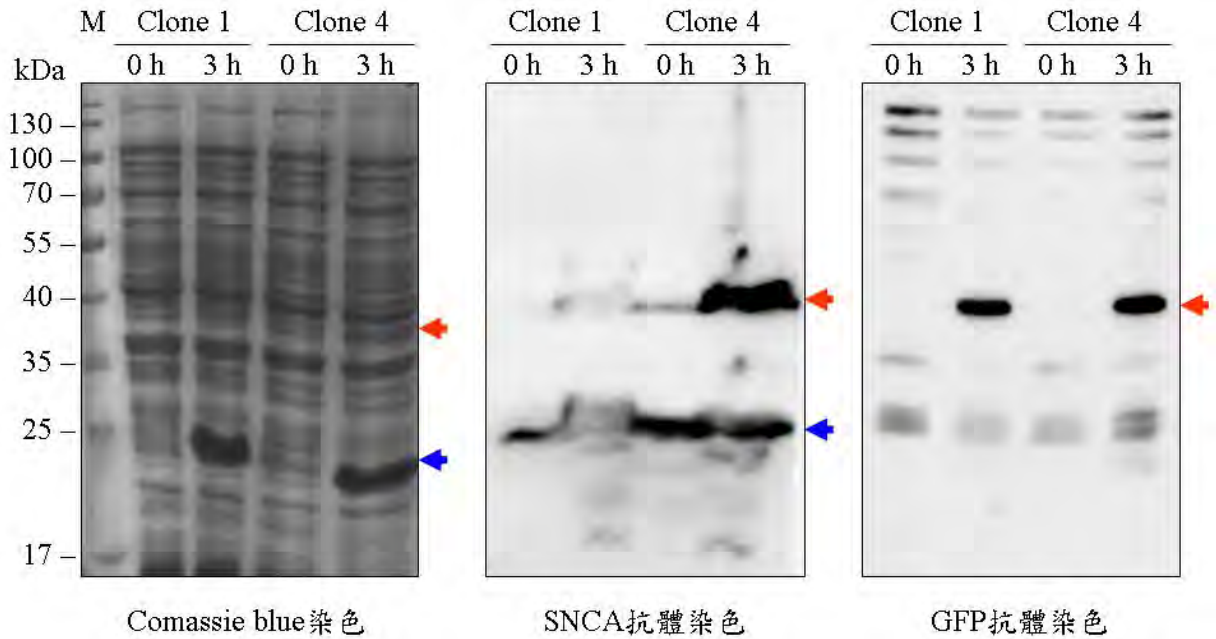 M Clone 1 Clone 4 Clone 1 Clone 4 Clone 1 Clone 4
kDa 0 h 3 h 0 h 3 h 0 h 3 h 0 h 3 h 0 h 3 h 0 h 3 h
130
100
70
55
40
35
25
17
Comassie blue染色 SNCA抗體染色 GFP抗體染色